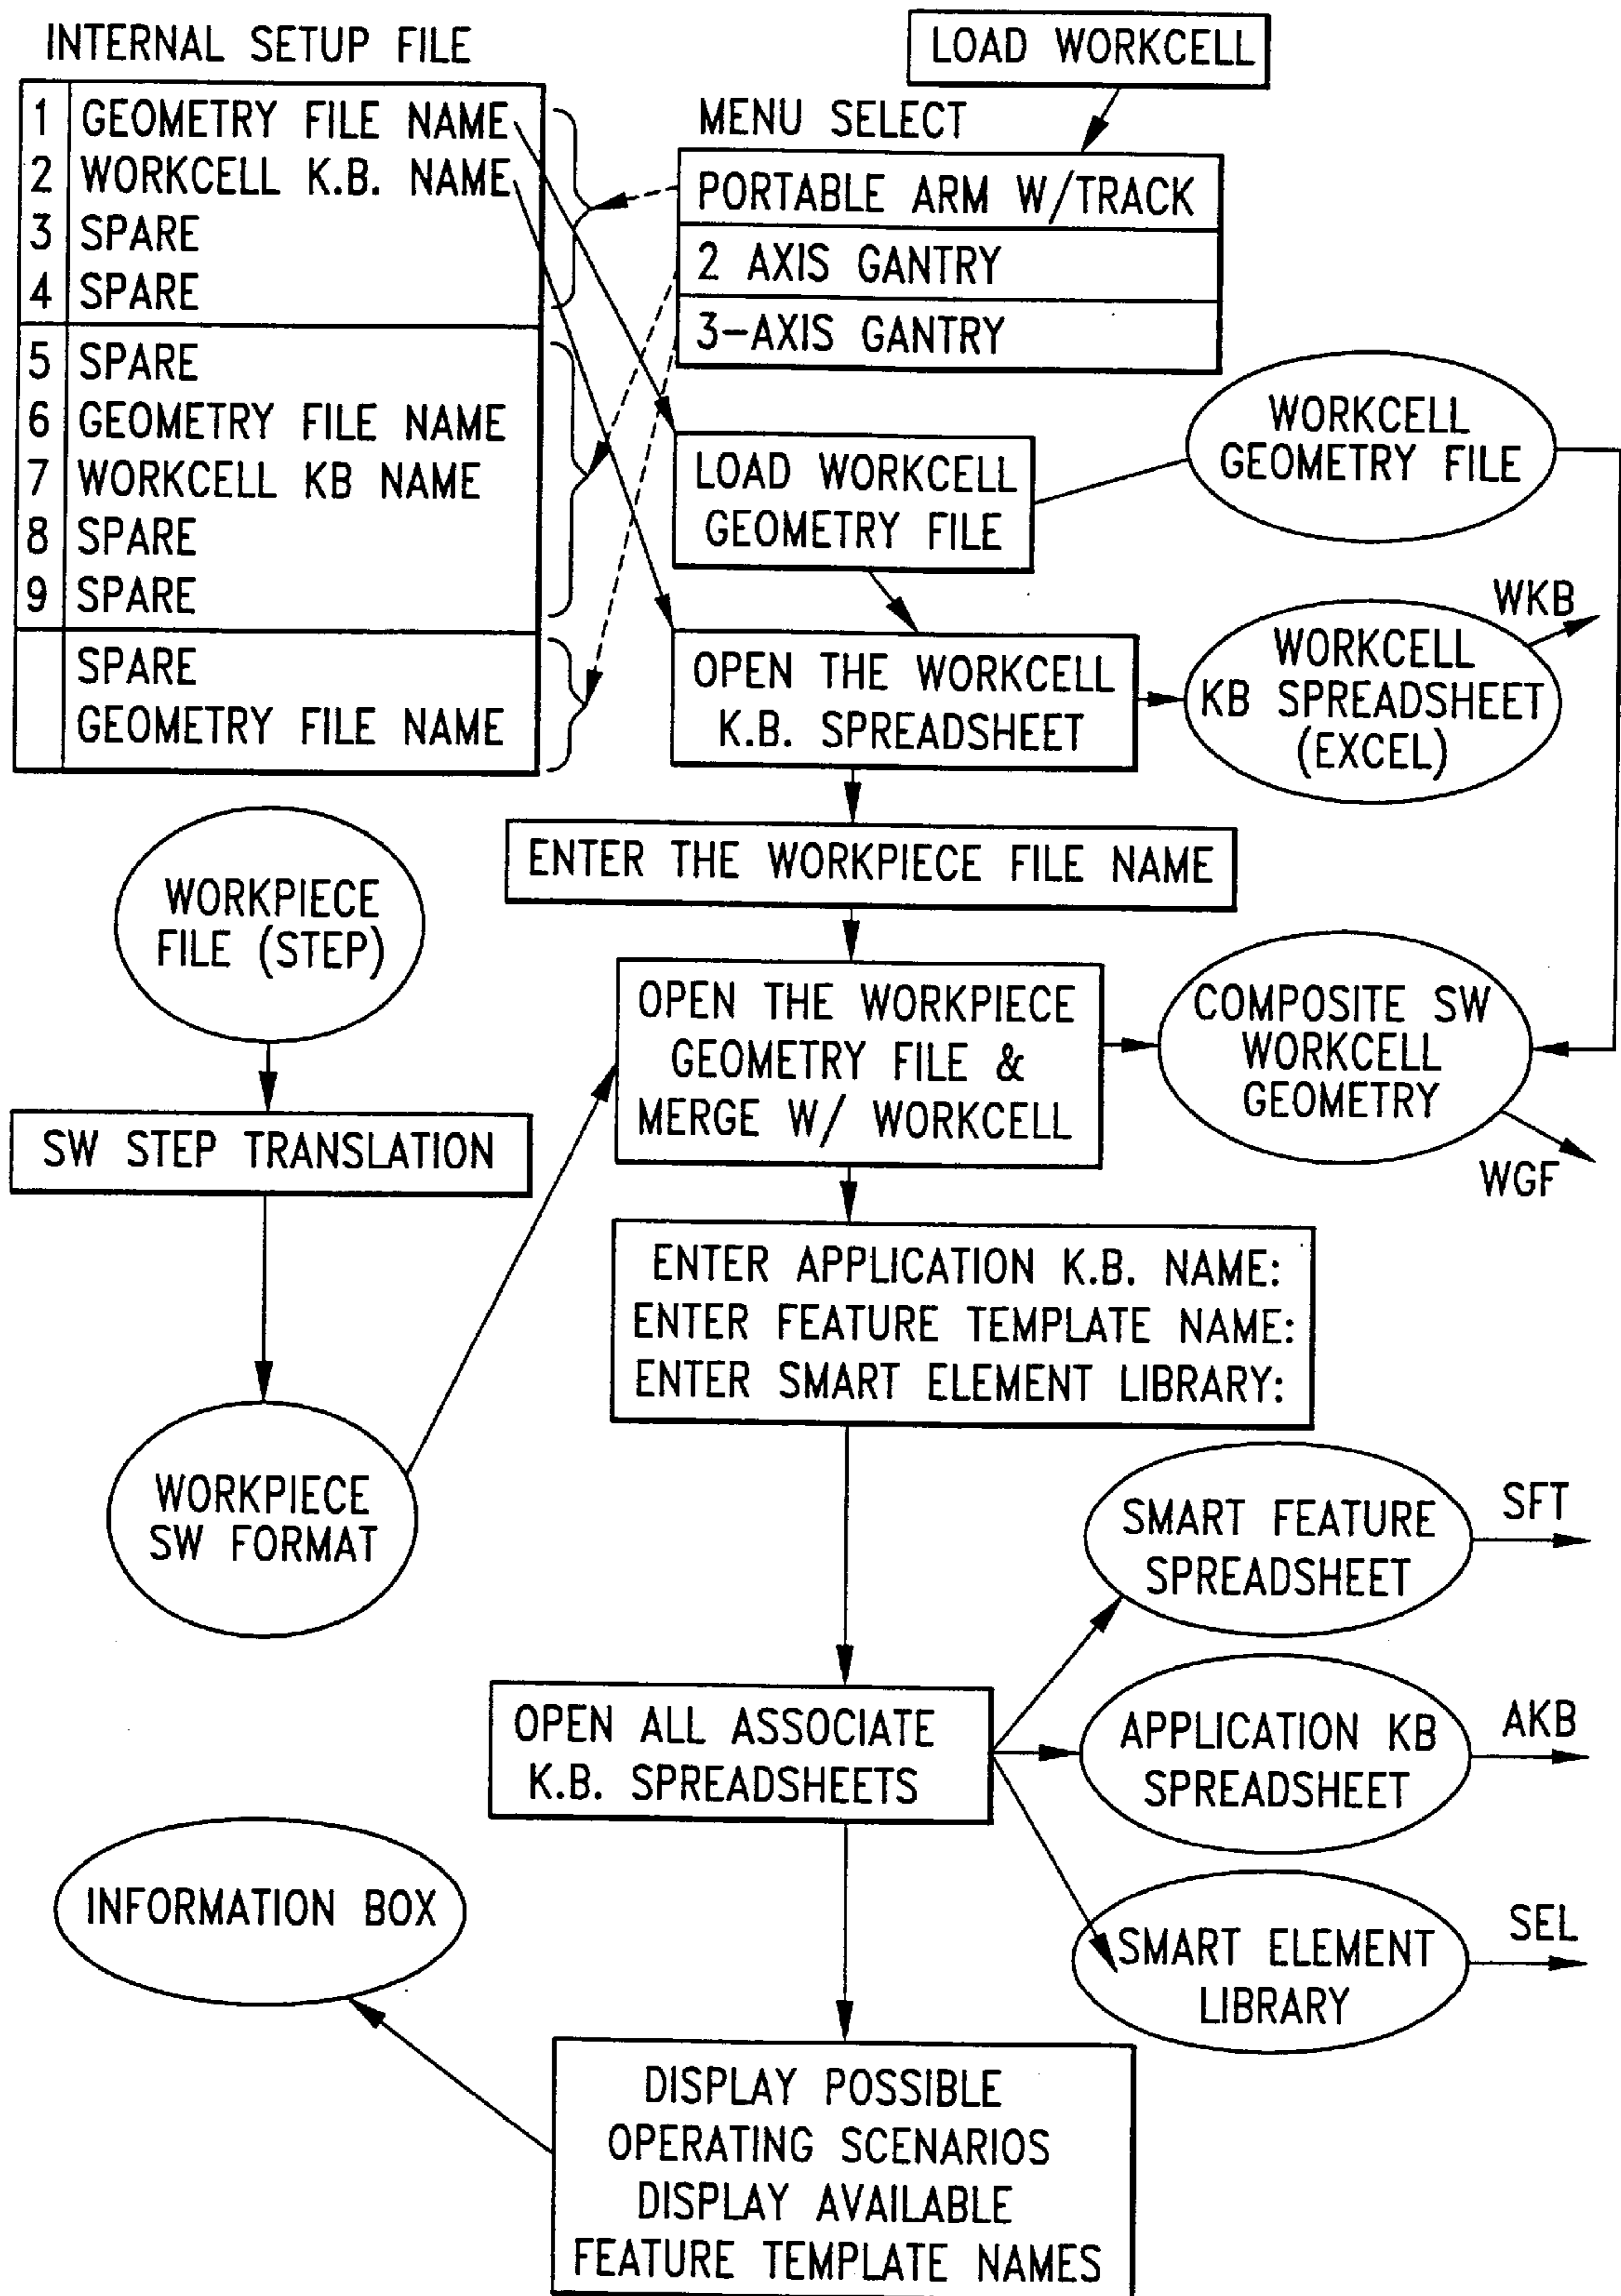 INTERNAL SETUP FILE
1 GEOMETRY FILE NAME
2 WORKCELL K.B. NAME
3 SPARE
4 SPARE
5 SPARE
6 GEOMETRY FILE NAME
7 WORKCELL KB NAME
8 SPARE
9 SPARE
SPARE
GEOMETRY FILE NAME
LOAD WORKCELL
MENU SELECT
PORTABLE ARM W/TRACK
2 AXIS GANTRY
3-AXIS GANTRY
LOAD WORKCELL
GEOMETRY FILE
WORKCELL
GEOMETRY FILE
OPEN THE WORKCELL
K.B. SPREADSHEET
WORKCELL
KB SPREADSHEET
(EXCEL)
WKB
ENTER THE WORKPIECE FILE NAME
WORKPIECE
FILE (STEP)
SW STEP TRANSLATION
WORKPIECE
SW FORMAT
OPEN THE WORKPIECE
GEOMETRY FILE &
MERGE W/ WORKCELL
COMPOSITE SW
WORKCELL
GEOMETRY
WGF
ENTER APPLICATION K.B. NAME:
ENTER FEATURE TEMPLATE NAME:
ENTER SMART ELEMENT LIBRARY:
OPEN ALL ASSOCIATE
K.B. SPREADSHEETS
SMART FEATURE
SPREADSHEET
SFT
APPLICATION KB
SPREADSHEET
AKB
SMART ELEMENT
LIBRARY
SEL
INFORMATION BOX
DISPLAY POSSIBLE
OPERATING SCENARIOS
DISPLAY AVAILABLE
FEATURE TEMPLATE NAMES